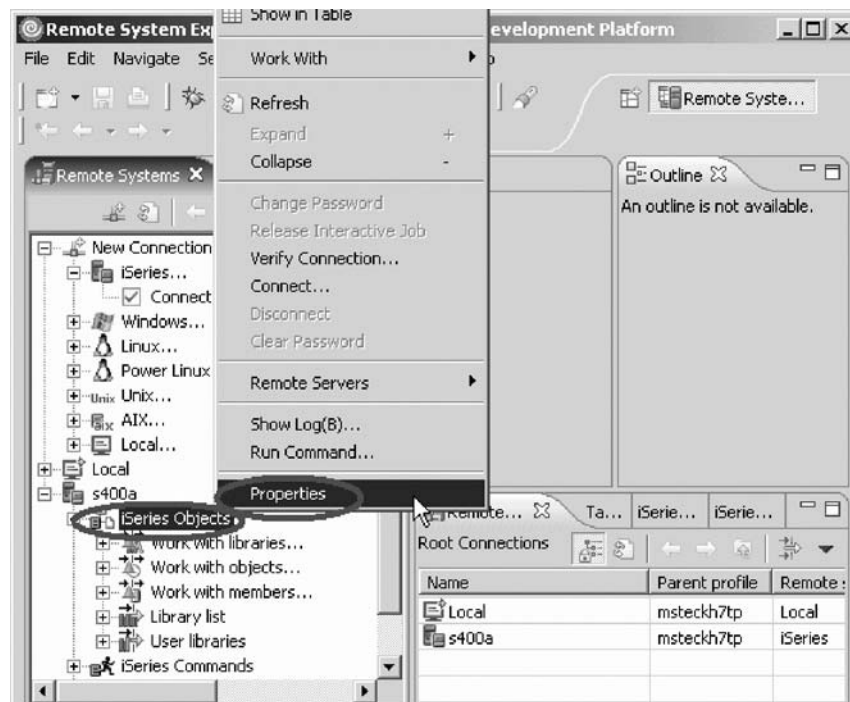 Remote System Ex
evelopment Platform
File Edit Navigate Se
Remote Syste...
Remote Systems
New Connection
iSeries...
Connect
Windows...
Linux...
Power Linux
Unix Unix...
AIX...
Local...
Local
s400a
iSeries Objects
Work with libraries...
Work with objects...
Work with members...
Library list
User libraries
iSeries Commands
Show in Table
Work With
Refresh
Expand +
Collapse -
Change Password
Release Interactive Job
Verify Connection...
Connect...
Disconnect
Clear Password
Remote Servers
Show Log(B)...
Run Command...
Properties
Outline
An outline is not available.
Remote... Ta... iSerie... iSerie...
Root Connections
Name Parent profile Remote
Local msteckh7tp Local
s400a msteckh7tp iSeries